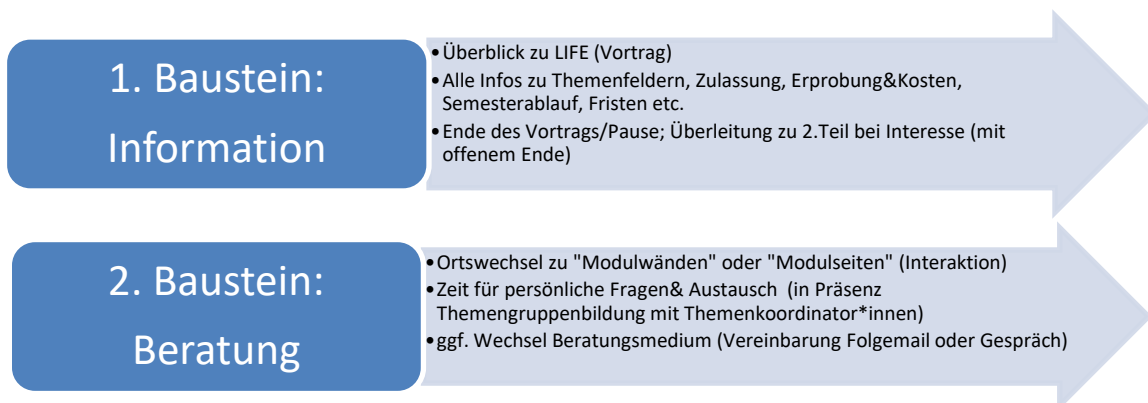 1. Baustein:
Information
•Überblick zu LIFE (Vortrag)
•Alle Infos zu Themenfeldern, Zulassung, Erprobung&Kosten,
Semesterablauf, Fristen etc.
•Ende des Vortrags/Pause; Überleitung zu 2.Teil bei Interesse (mit
offenem Ende)
2. Baustein:
Beratung
•Ortswechsel zu "Modulwänden" oder "Modulseiten" (Interaktion)
•Zeit für persönliche Fragen& Austausch (in Präsenz
Themengruppenbildung mit Themenkoordinator*innen)
•ggf. Wechsel Beratungsmedium (Vereinbarung Folgemail oder Gespräch)